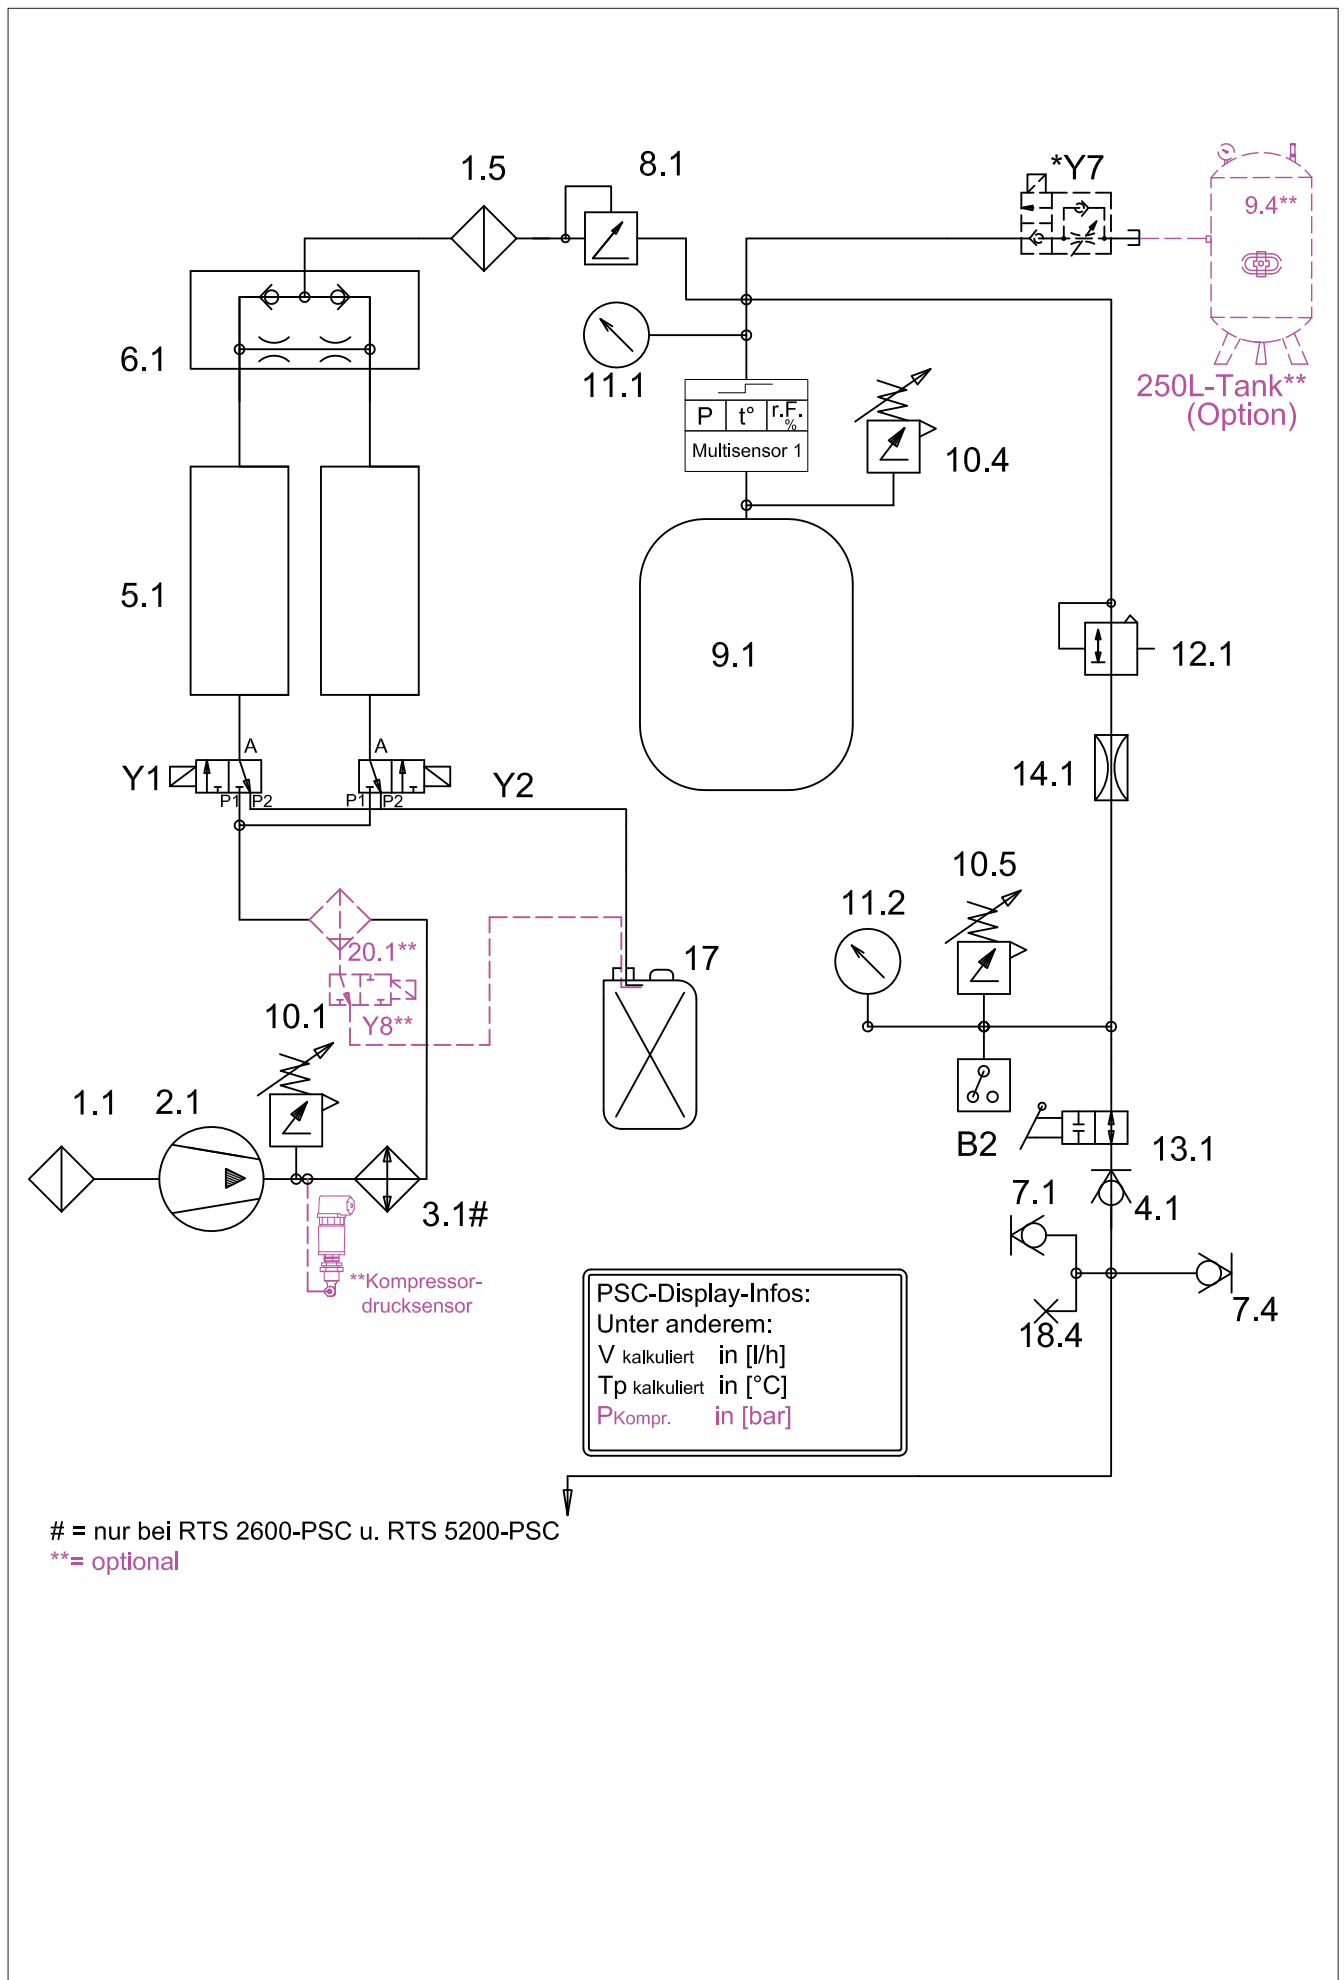 1.5
8.1
*Y7
9.4**
6.1
11.1
250L-Tank**
(Option)
P t° r.F.
%
Multisensor 1
10.4
5.1
9.1
12.1
A
A
Y1
Y2
14.1
P1 P2
P1 P2
10.5
11.2
20.1**
17
10.1
Y8**
1.1
2.1
B2
13.1
7.1
4.1
3.1#
**Kompressor-
drucksensor
PSC-Display-Infos:
Unter anderem:
V kalkuliert in [l/h]
Tp kalkuliert in [°C]
PKompr. in [bar]
18.4
7.4
# = nur bei RTS 2600-PSC u. RTS 5200-PSC
**= optional